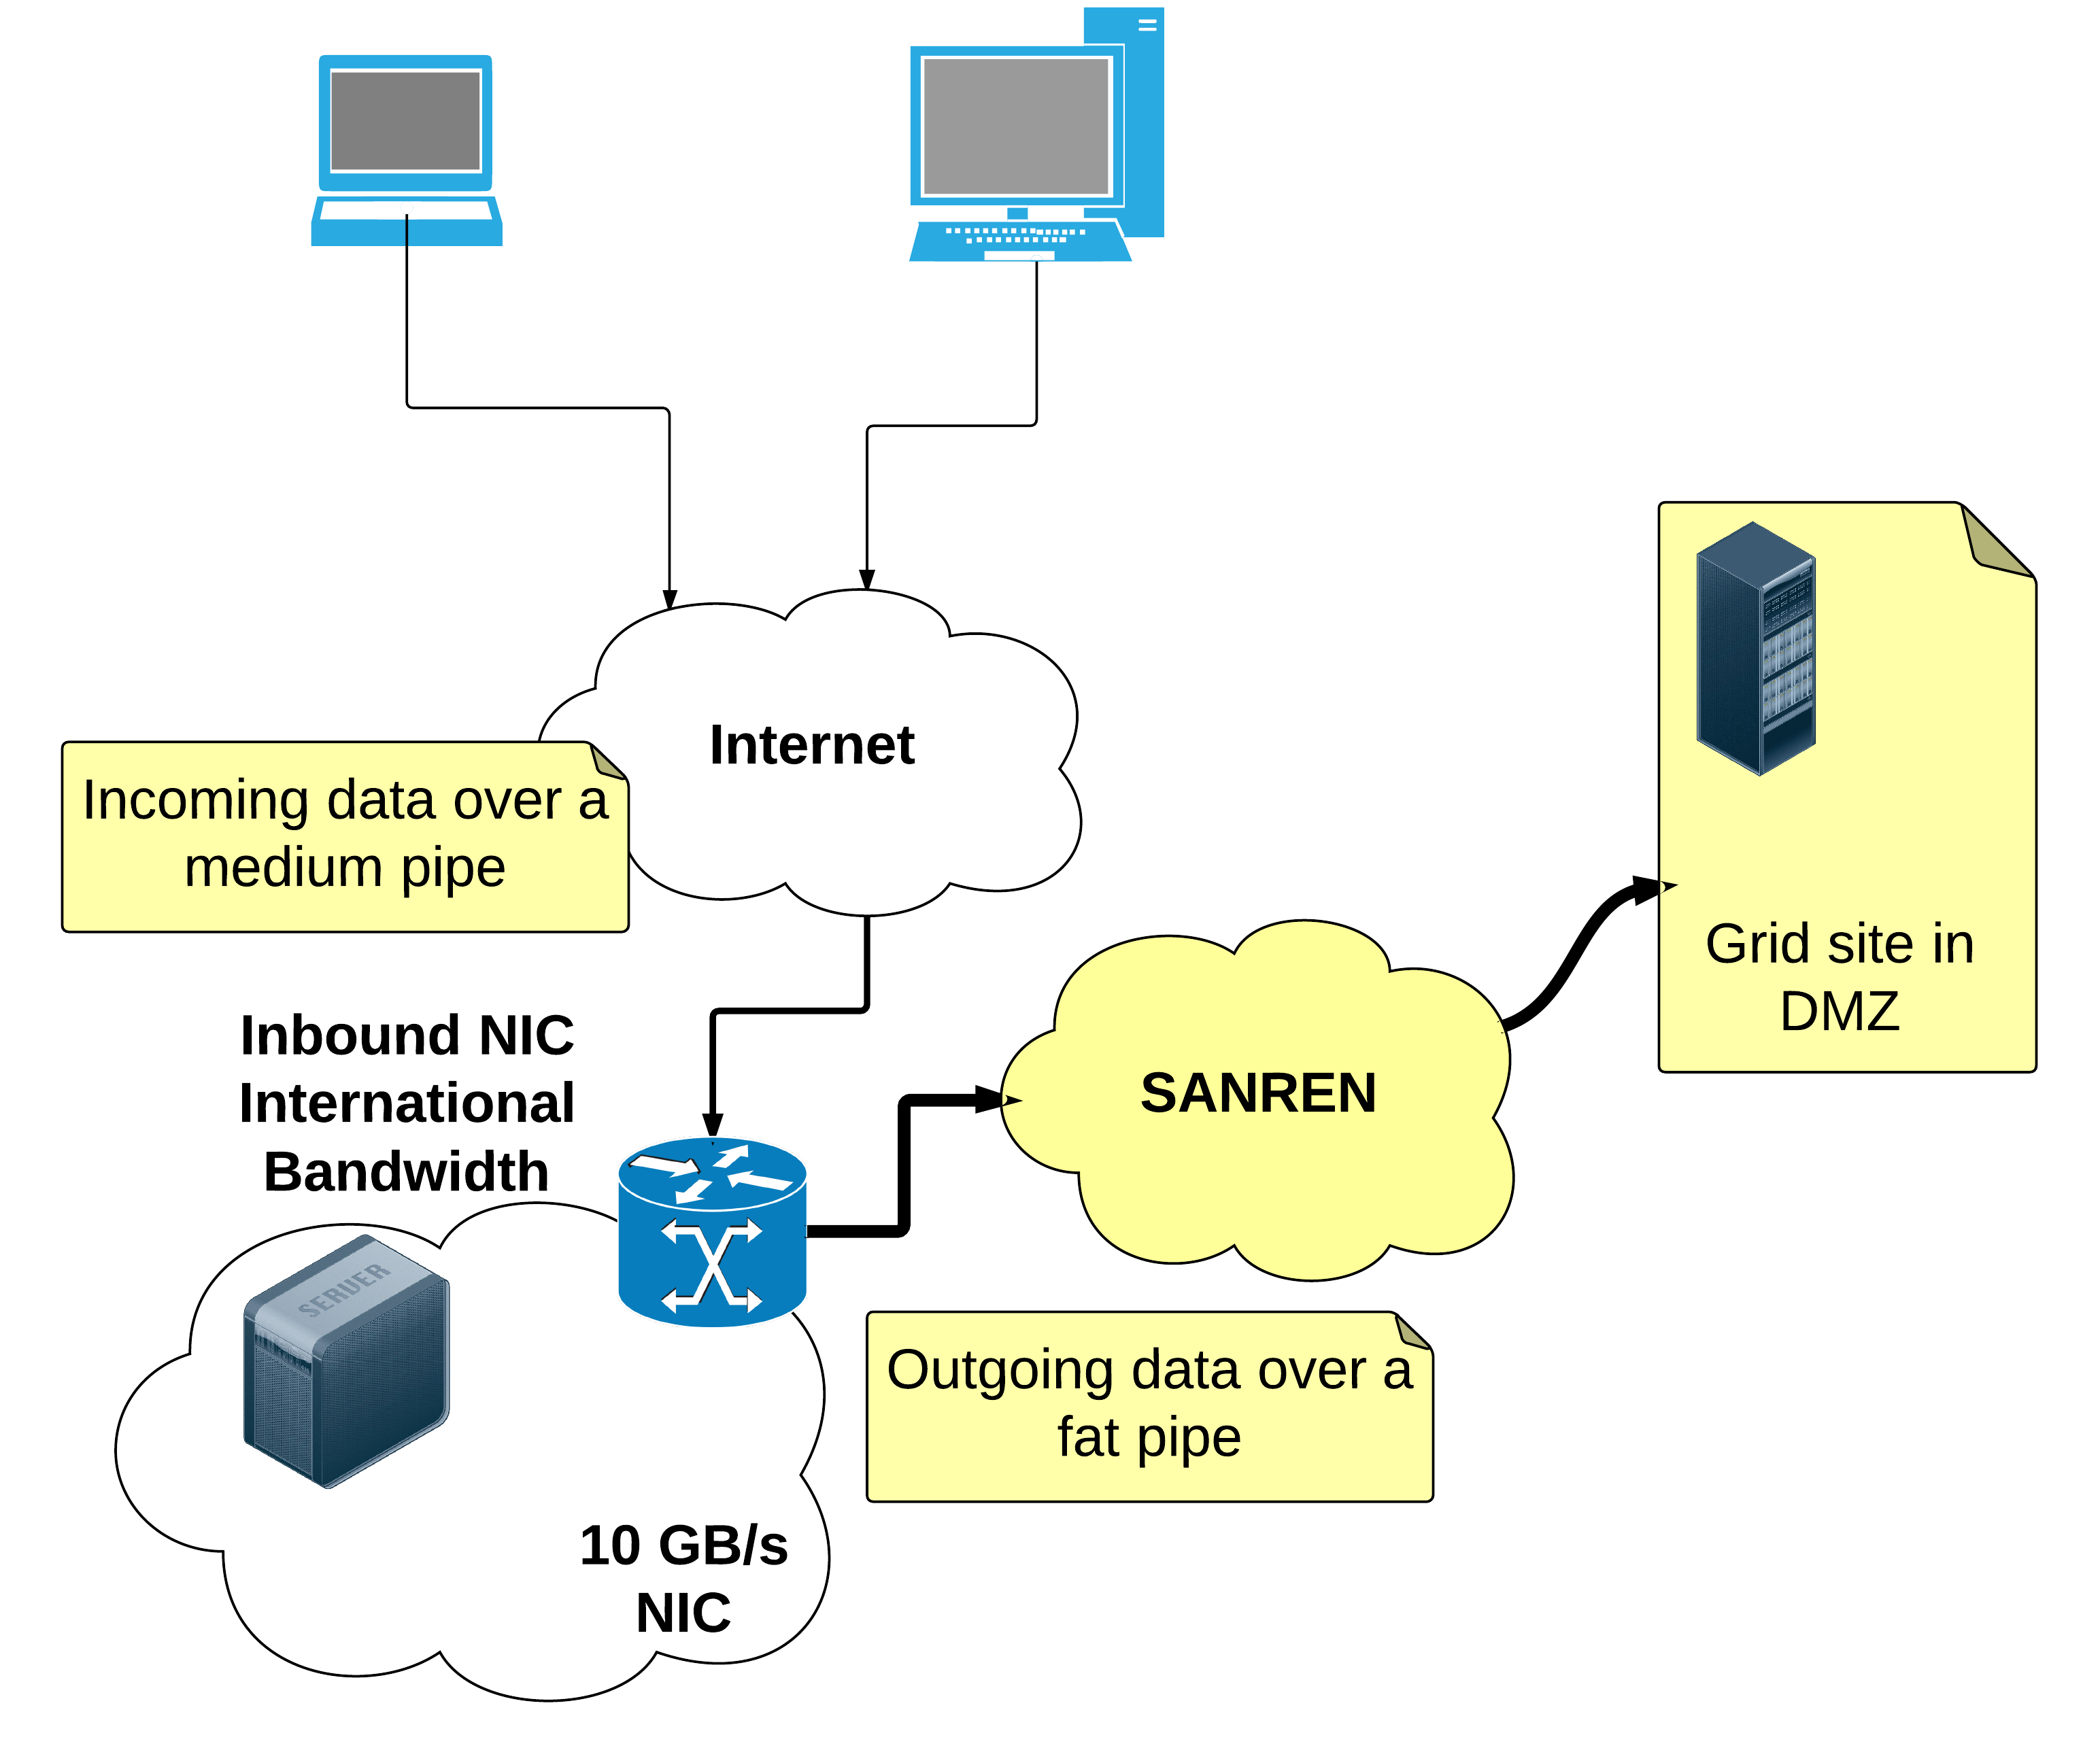 Internet
Incoming data over a
medium pipe
Grid site in
DMZ
Inbound NIC
International
Bandwidth
SANREN
SERVER
Outgoing data over a
fat pipe
10 GB/s
NIC